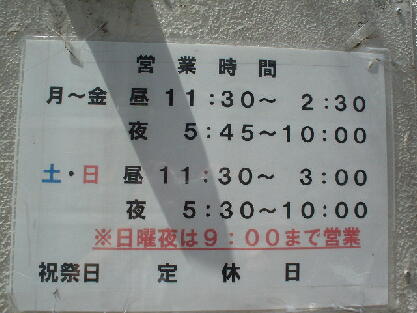 営業時間
月～金 昼 11：30～ 2：30
夜 5：45～10：00
土・日 昼 11：30～ 3：00
夜 5：30～10：00
※日曜夜は9：00まで営業
祝祭日 定休日